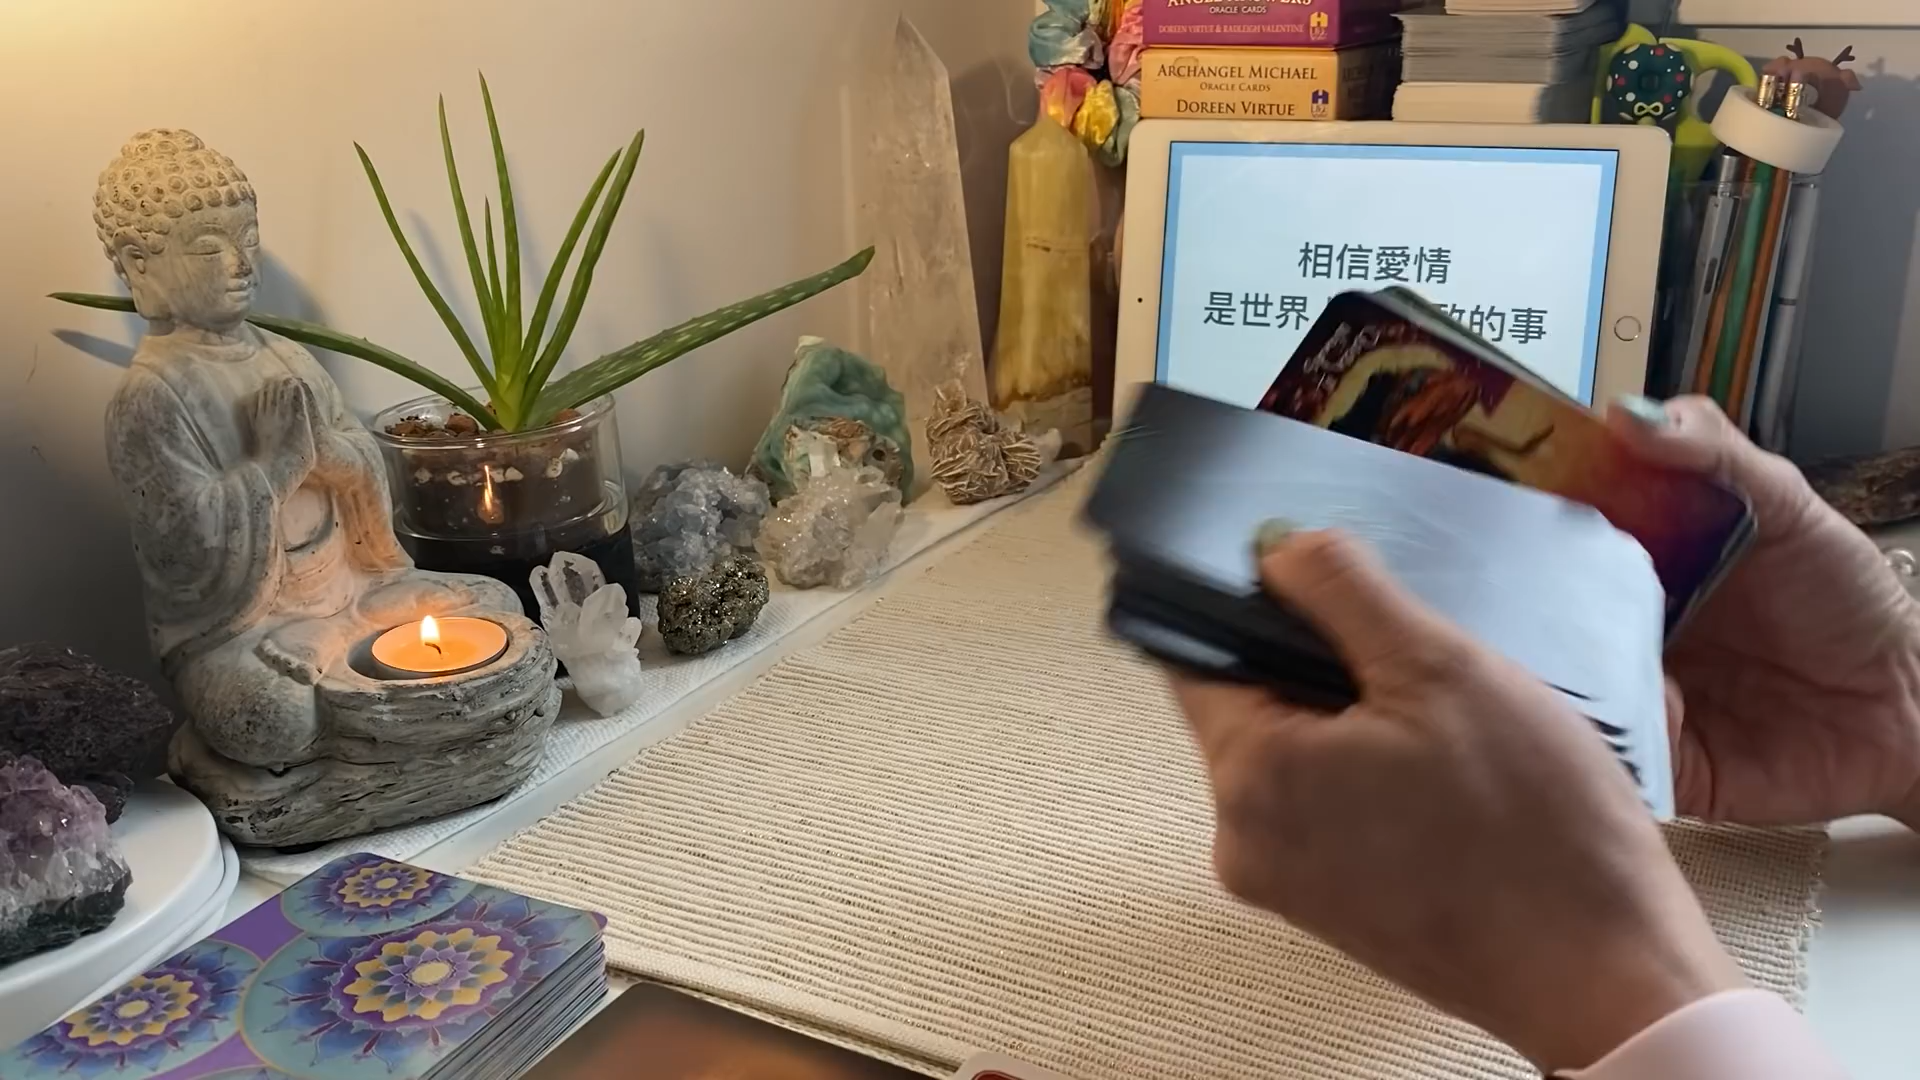 ANGEL ANSWERS
ORACLE CARDS
DOREEN VIRTUE & RADLEIGH VALENTINE
ARCHANGEL MICHAEL
ORACLE CARDS
DOREEN VIRTUE
相信愛情
是世界
的事